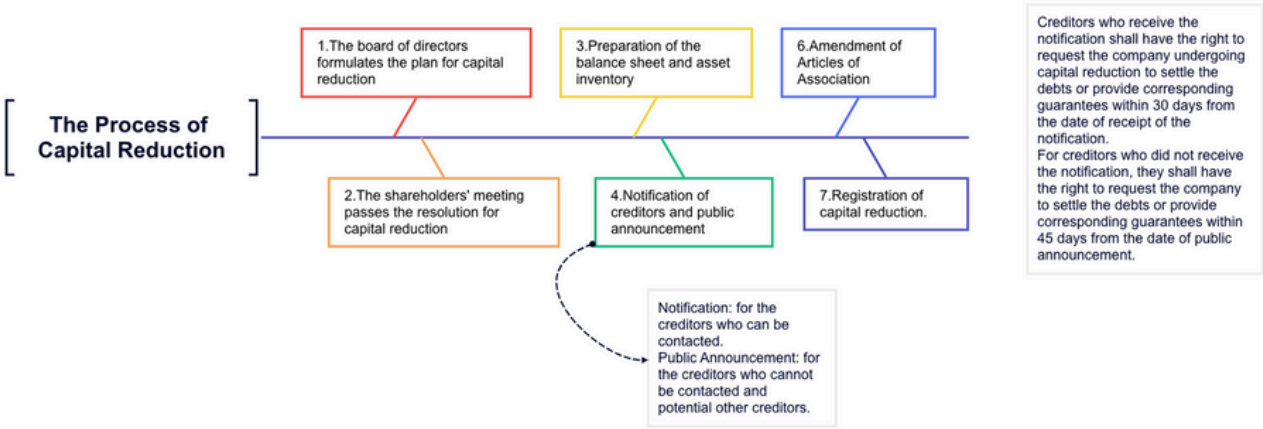 The Process of
Capital Reduction
1.The board of directors
formulates the plan for capital
reduction
2.The shareholders' meeting
passes the resolution for
capital reduction
3.Preparation of the
balance sheet and asset
inventory
4.Notification of
creditors and public
announcement
Notification: for the
creditors who can be
contacted.
Public Announcement: for
the creditors who cannot
be contacted and
potential other creditors.
6.Amendment of
Articles of
Association
7.Registration of
capital reduction.
Creditors who receive the
notification shall have the right to
request the company undergoing
capital reduction to settle the
debts or provide corresponding
guarantees within 30 days from
the date of receipt of the
notification.
For creditors who did not receive
the notification, they shall have
the right to request the company
to settle the debts or provide
corresponding guarantees within
45 days from the date of public
announcement.